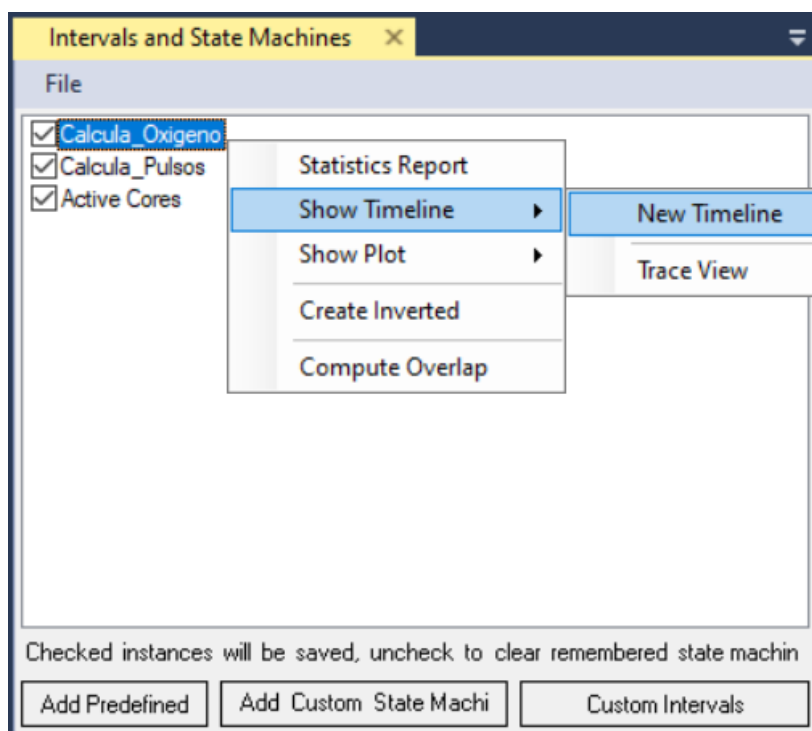 Intervals and State Machines
File
Calcula_Oxigeno
Calcula_Pulsos
Active Cores
Statistics Report
Show Timeline
Show Plot
Create Inverted
Compute Overlap
New Timeline
Trace View
Checked instances will be saved, uncheck to clear remembered state machin
Add Predefined
Add Custom State Machi
Custom Intervals